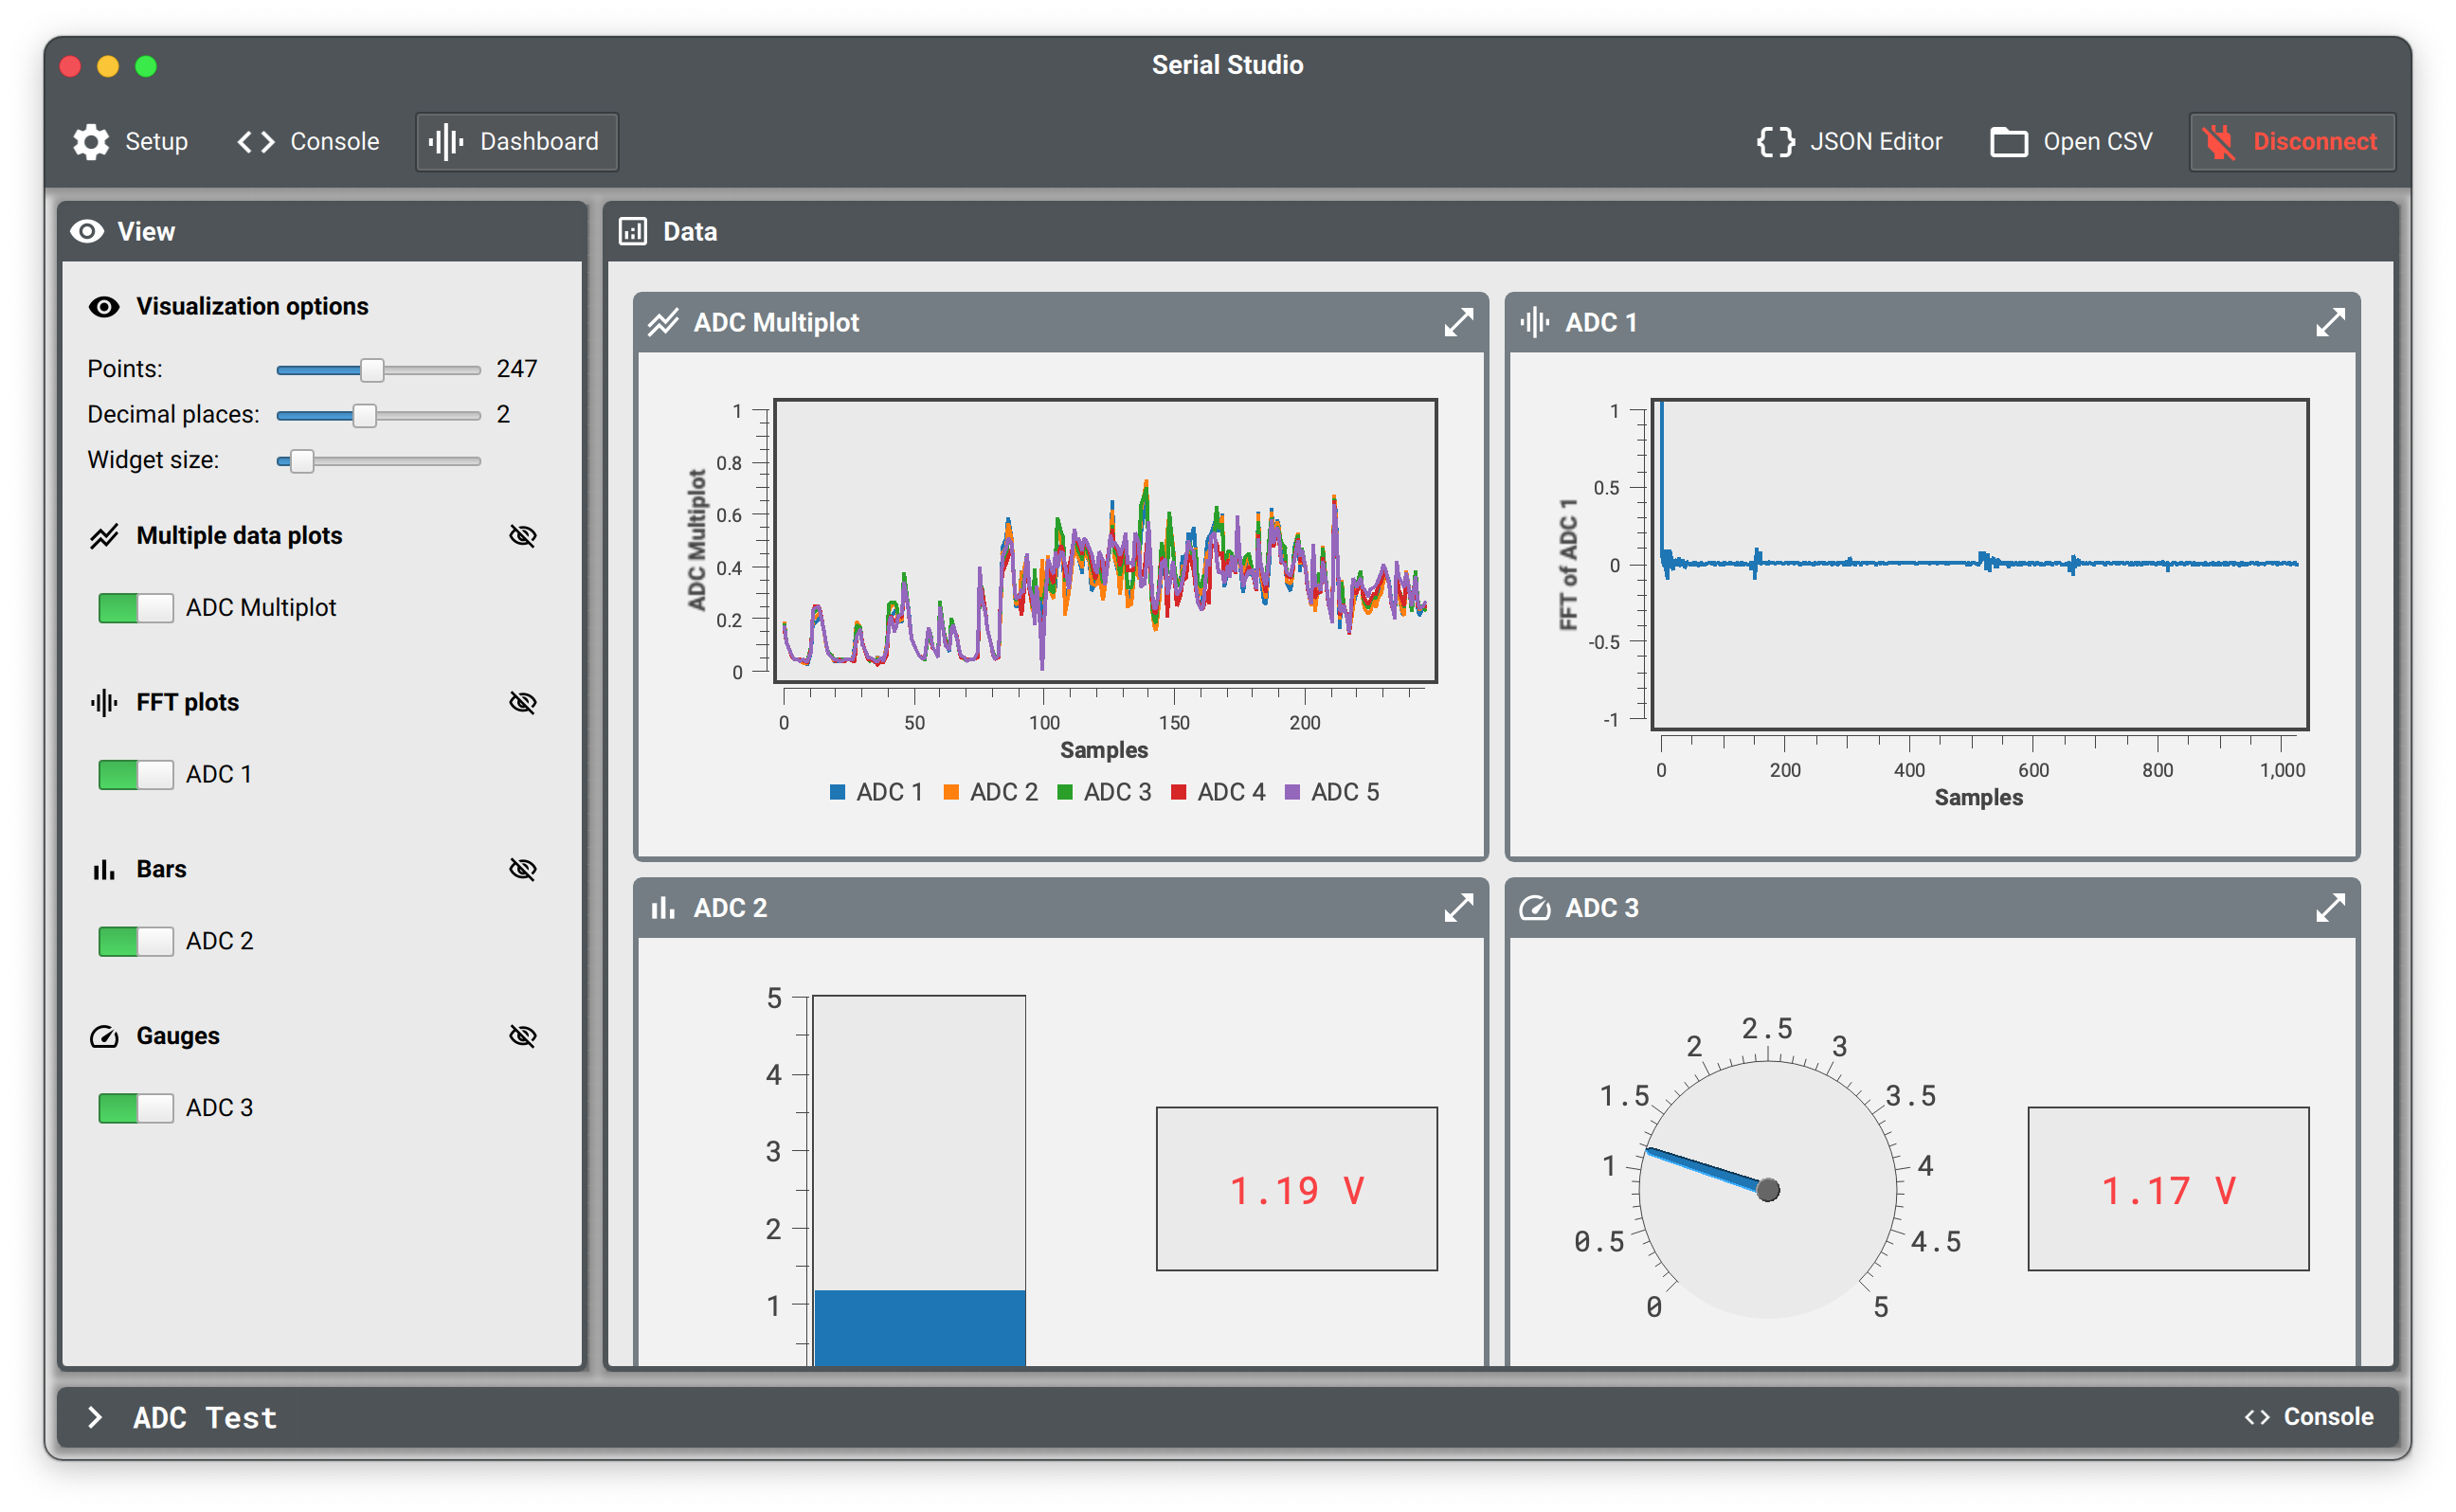 Serial Studio
Setup
Console
Dashboard
JSON Editor
Open CSV
Disconnect
View
Visualization options
Points: 247
Decimal places: 2
Widget size:
Multiple data plots
ADC Multiplot
FFT plots
ADC 1
Bars
ADC 2
Gauges
ADC 3
Data
ADC Multiplot
ADC Multiplot
1
0.8
0.6
0.4
0.2
0
0 50 100 150 200
Samples
ADC 1 ADC 2 ADC 3 ADC 4 ADC 5
ADC 1
FFT of ADC 1
1
0.5
0
-0.5
-1
0 200 400 600 800 1,000
Samples
ADC 2
5
4
3
2
1
1.19 V
ADC 3
0
0.5
1
1.5
2
2.5
3
3.5
4
4.5
5
1.17 V
ADC Test
Console